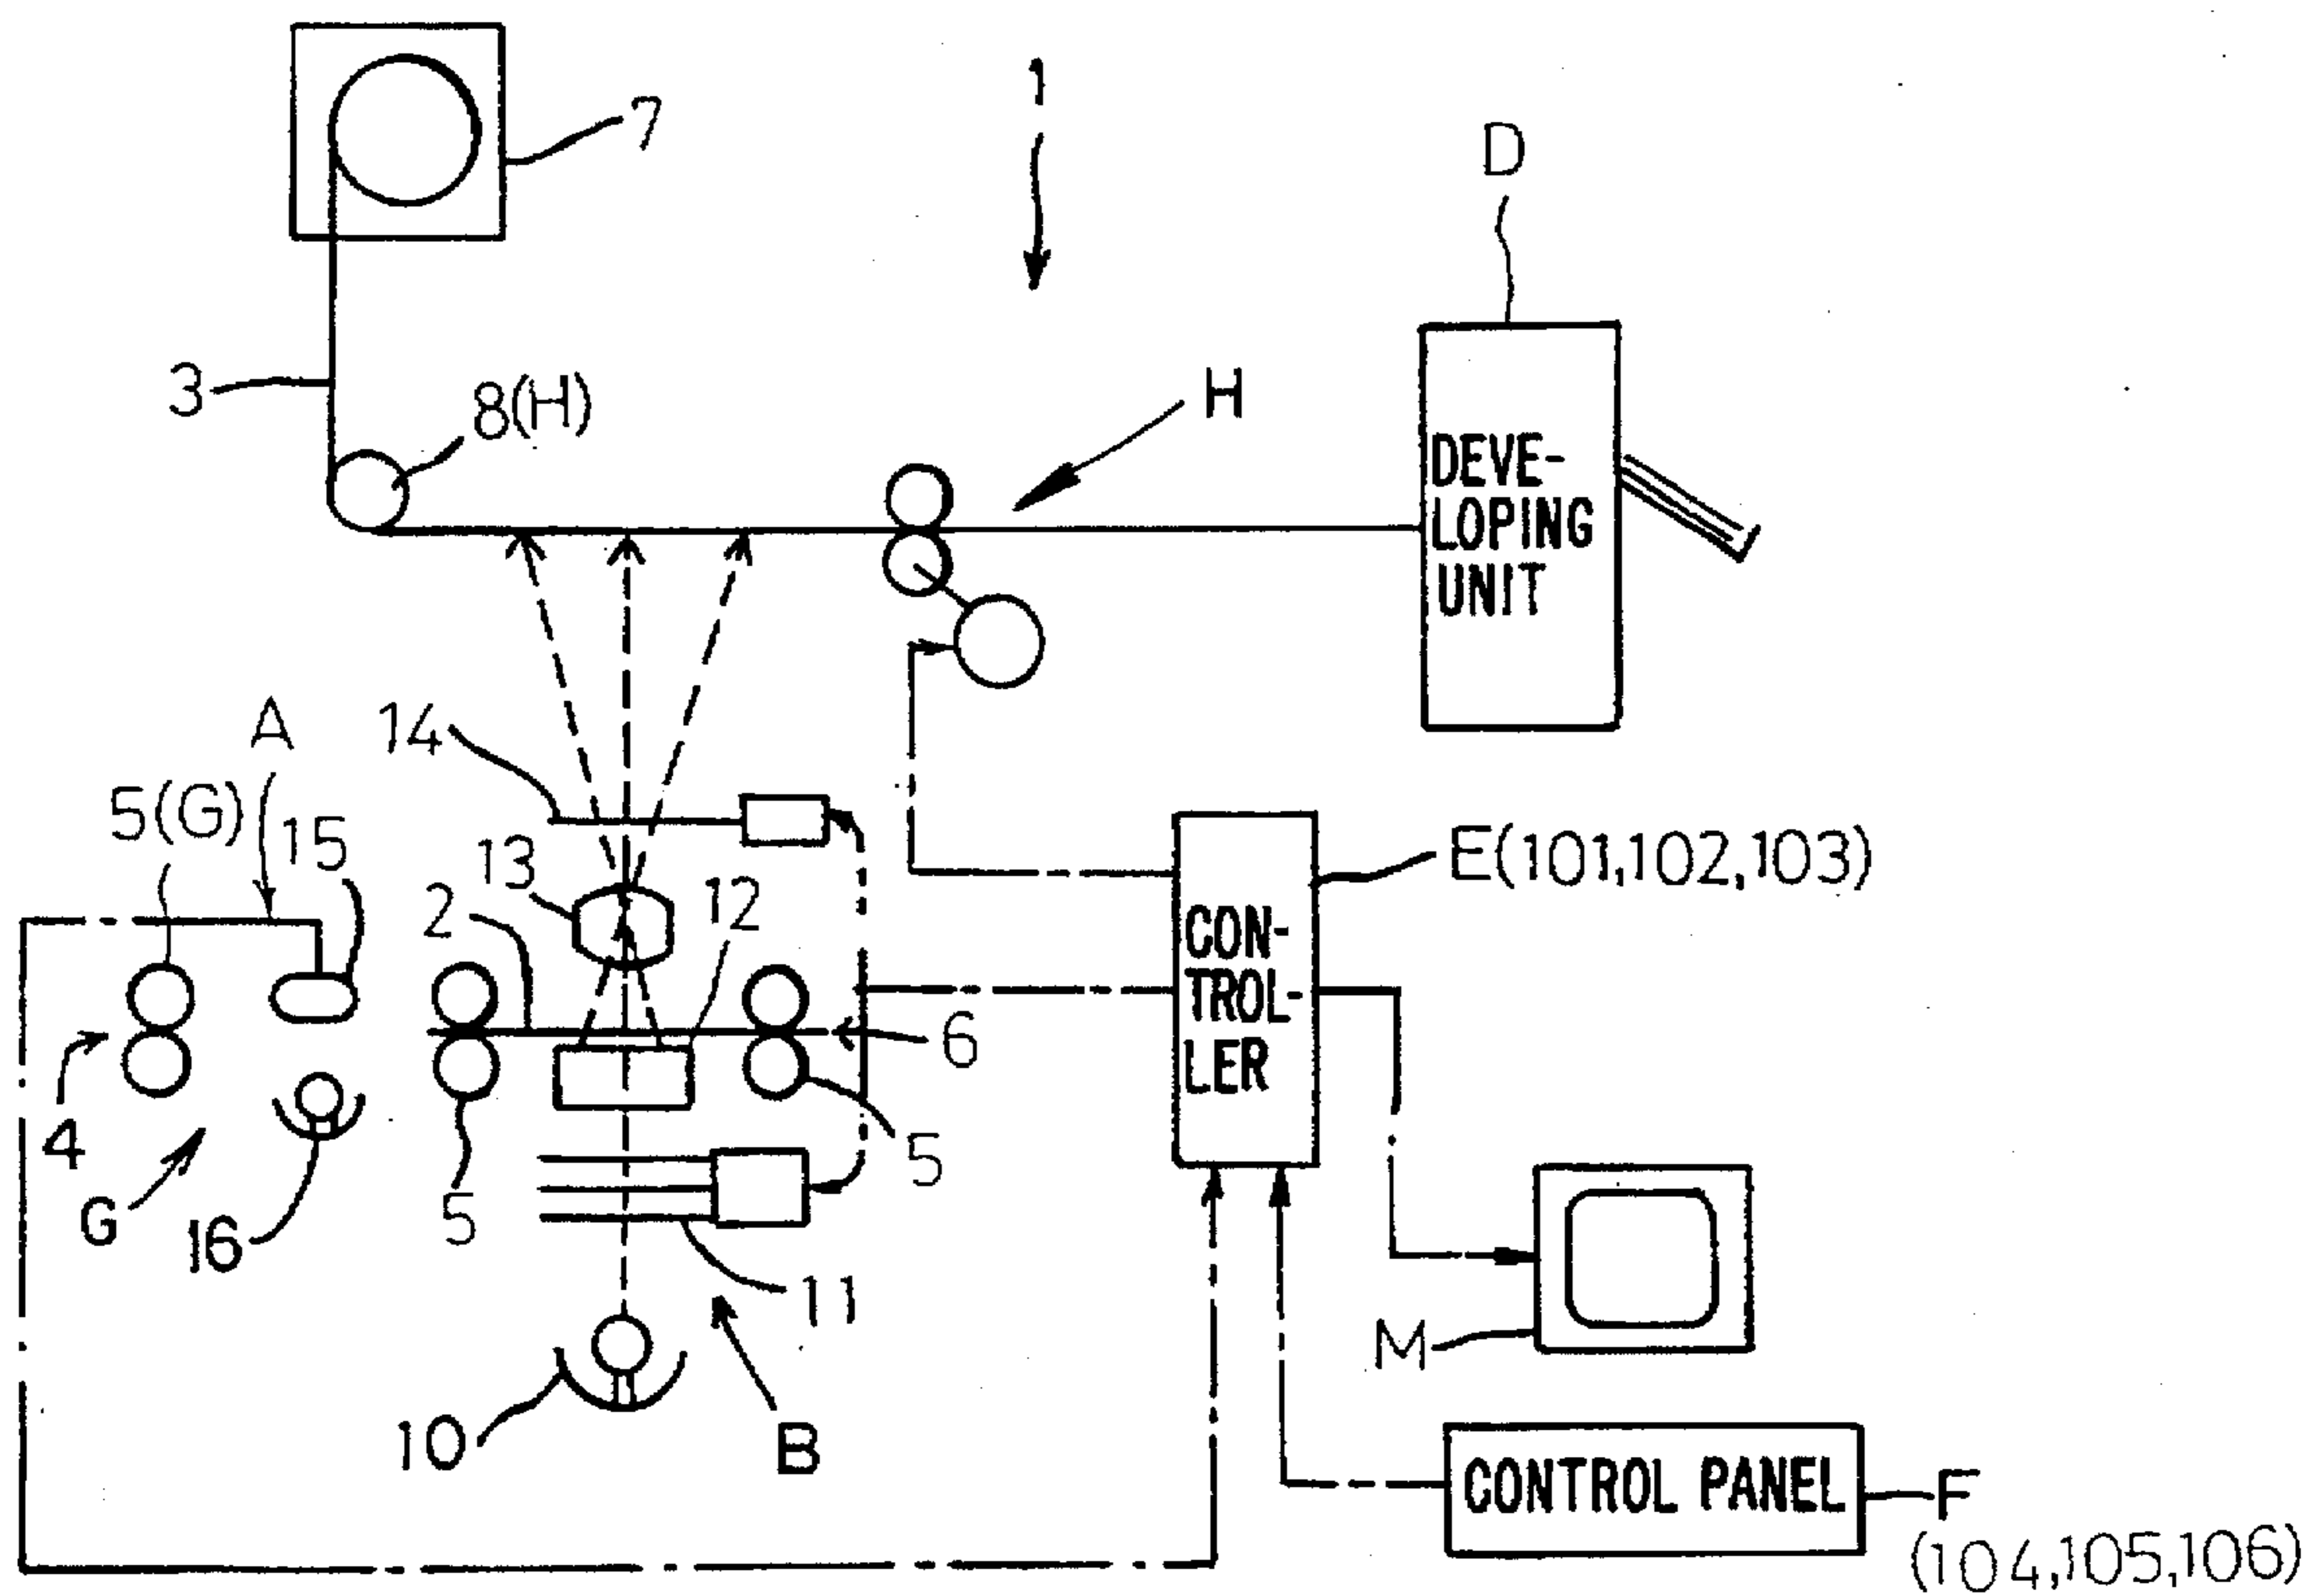 1
7
D
3
8(H)
H
DEVE-
LOPING
UNIT
A
14
5(G)
15
13
2
12
E(101,102,103)
CON-
TROL-
LER
6
4
5
5
G
16
11
M
10
B
CONTROL PANEL
F
(104,105,106)